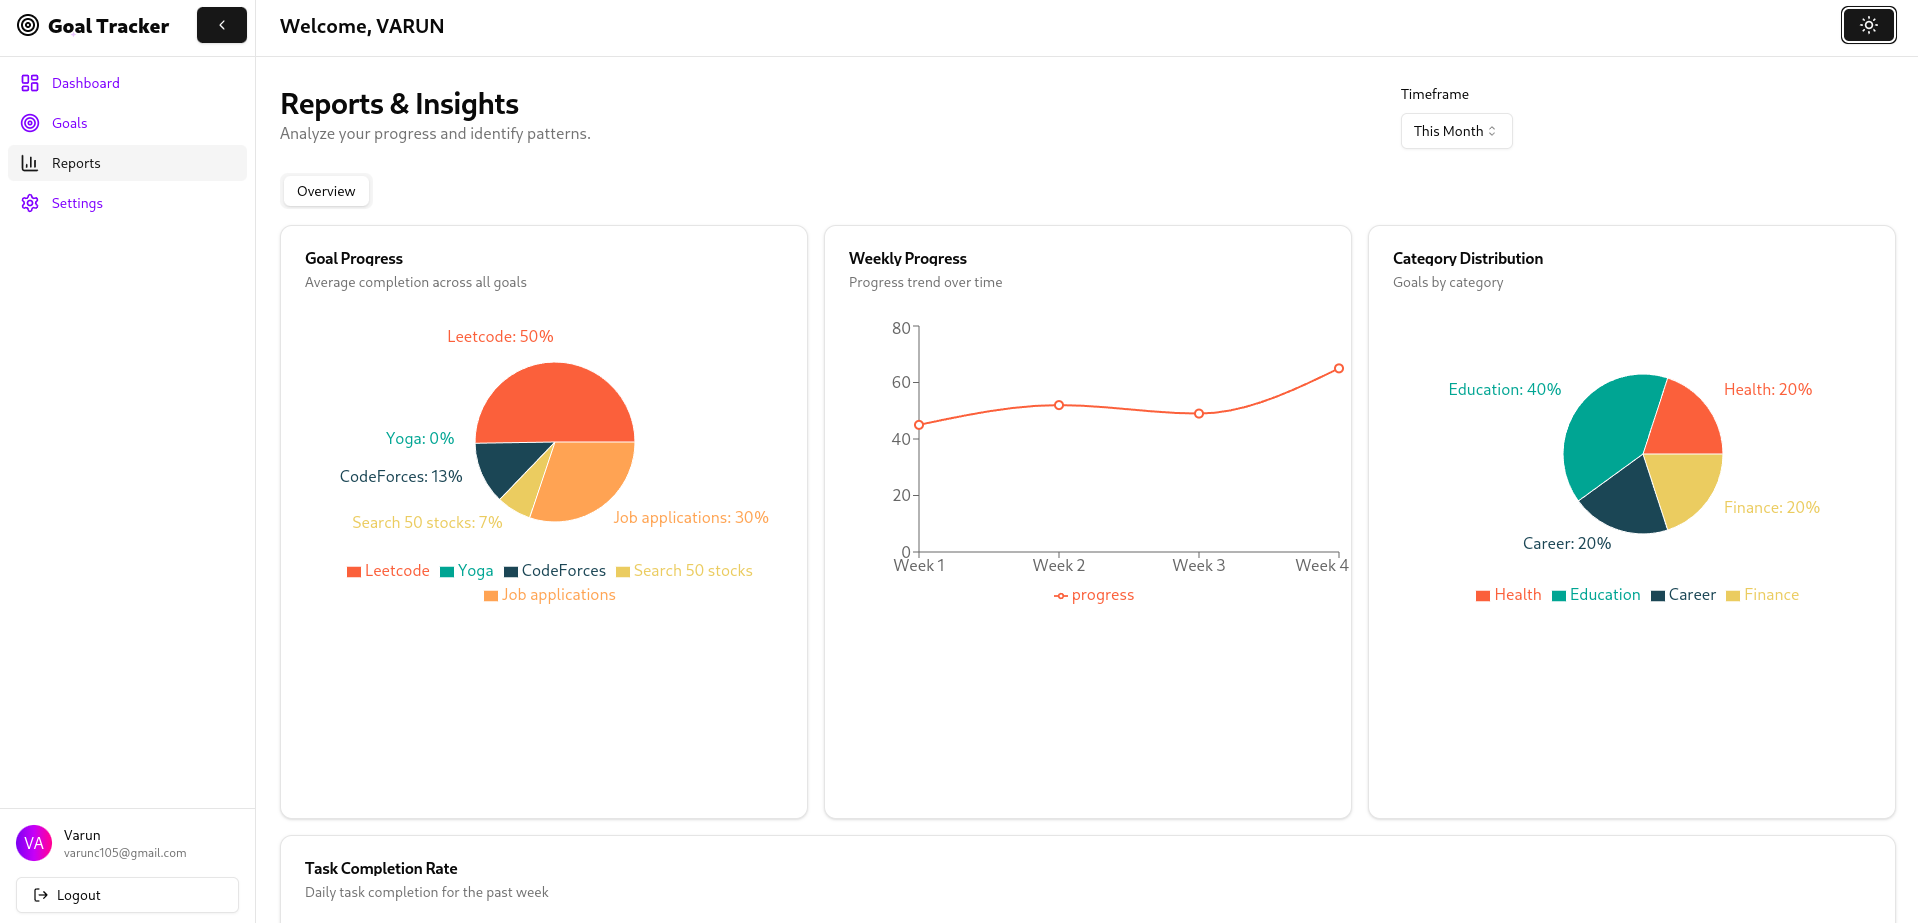 Goal Tracker
Welcome, VARUN
Dashboard
Goals
Reports
Settings
Reports & Insights
Analyze your progress and identify patterns.
Timeframe
This Month
Overview
Goal Progress
Average completion across all goals
Leetcode: 50%
Yoga: 0%
CodeForces: 13%
Search 50 stocks: 7%
Job applications: 30%
Leetcode Yoga CodeForces Search 50 stocks
Job applications
Weekly Progress
Progress trend over time
80
60
40
20
0
Week 1 Week 2 Week 3 Week 4
progress
Category Distribution
Goals by category
Education: 40%
Health: 20%
Finance: 20%
Career: 20%
Health Education Career Finance
Task Completion Rate
Daily task completion for the past week
VA
Varun
varunc105@gmail.com
Logout